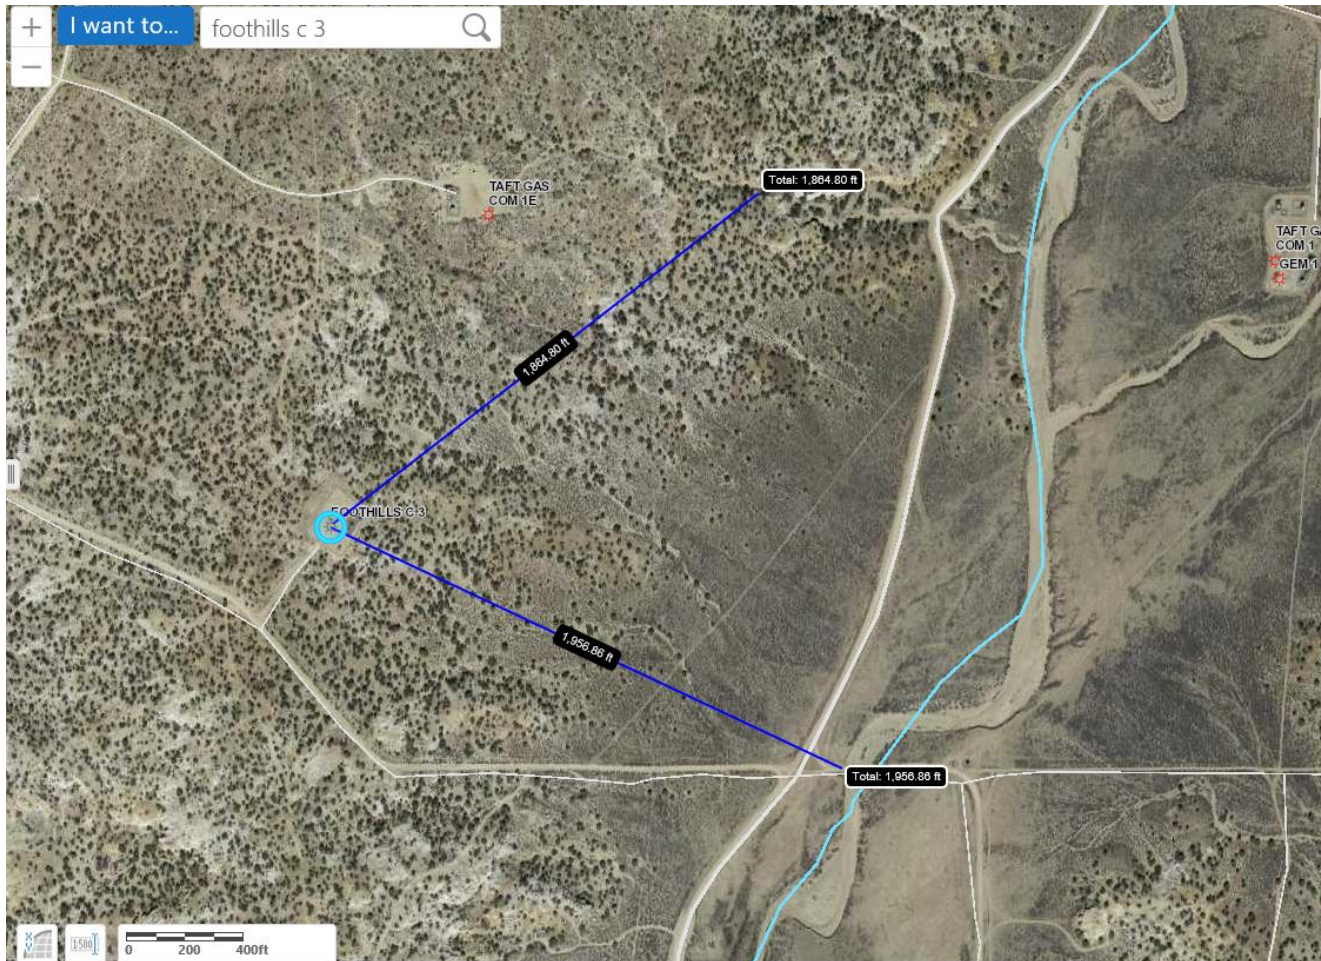 +
I want to...
foothills c 3
−
Total: 1,864.80 ft
TAFT GAS
COM 1E
TAFT GA
COM 1
GEM 1
1,864.80 ft
FOOTHILLS C 3
1,956.86 ft
Total: 1,956.86 ft
X,Y
1:500
0 200 400ft